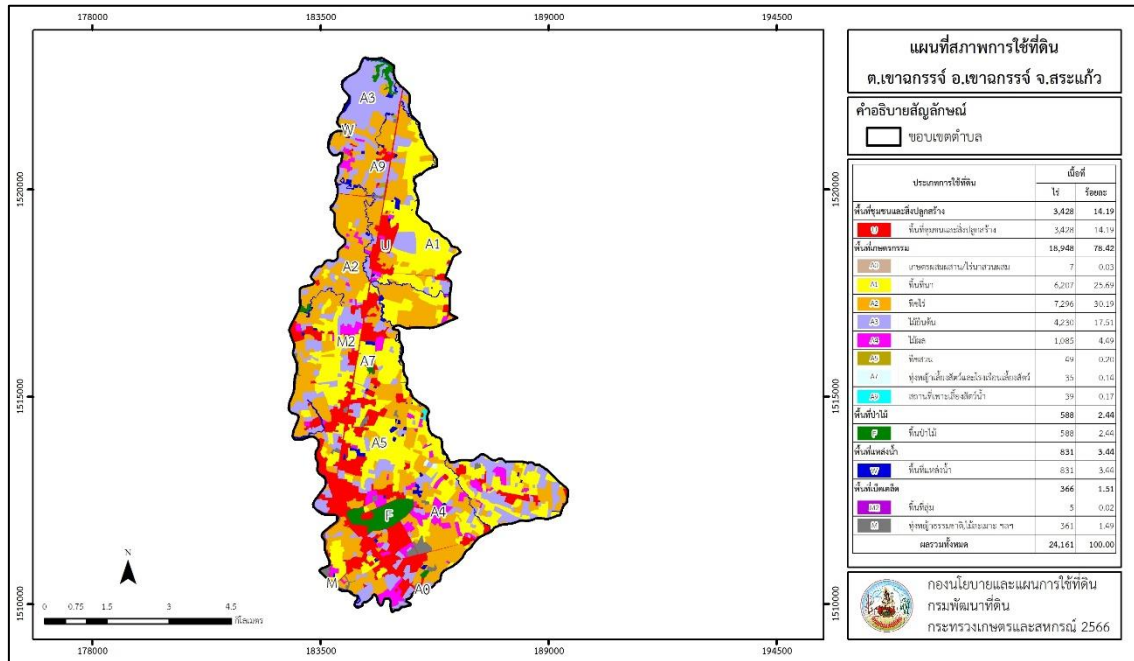 178000 183500 189000 194500
1520000
1515000
1510000
1520000
1515000
1510000
A3
W
A9
A1
U
A2
M2
A7
A5
F
A4
M
A0
N
0 0.75 1.5 3 4.5
กิโลเมตร
178000 183500 189000 194500
แผนที่สภาพการใช้ที่ดิน
ต.เขาฉกรรจ์ อ.เขาฉกรรจ์ จ.สระแก้ว
คำอธิบายสัญลักษณ์
ขอบเขตตำบล
ประเภทการใช้ที่ดิน เนื้อที่
ไร่ ร้อยละ
พื้นที่ชุมชนและสิ่งปลูกสร้าง 3,428 14.19
U พื้นที่ชุมชนและสิ่งปลูกสร้าง 3,428 14.19
พื้นที่เกษตรกรรม 18,948 78.42
A0 เกษตรผสมผสาน/ไร่นาสวนผสม 7 0.03
A1 พื้นที่นา 6,207 25.69
A2 พืชไร่ 7,296 30.19
A3 ไม้ยืนต้น 4,230 17.51
A4 ไม้ผล 1,085 4.49
A5 พืชสวน 49 0.20
A7 ทุ่งหญ้าเลี้ยงสัตว์และโรงเรือนเลี้ยงสัตว์ 35 0.14
A9 สถานที่เพาะเลี้ยงสัตว์น้ำ 39 0.17
พื้นที่ป่าไม้ 588 2.44
F พื้นที่ป่าไม้ 588 2.44
พื้นที่แหล่งน้ำ 831 3.44
W พื้นที่แหล่งน้ำ 831 3.44
พื้นที่เบ็ดเตล็ด 366 1.51
M2 พื้นที่ลุ่ม 5 0.02
M ทุ่งหญ้าธรรมชาติ,ไม้ละเมาะ ฯลฯ 361 1.49
ผลรวมทั้งหมด 24,161 100.00
กองนโยบายและแผนการใช้ที่ดิน
กรมพัฒนาที่ดิน
กระทรวงเกษตรและสหกรณ์ 2566